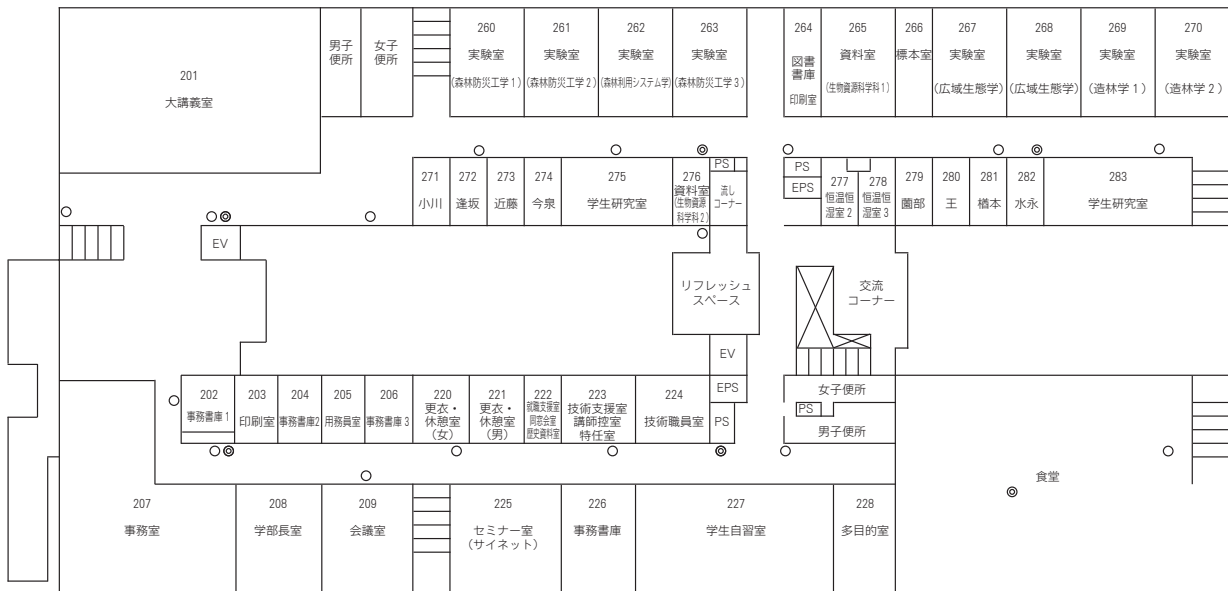 201
大講義室
男子
便所
女子
便所
260
実験室
(森林防災工学1)
261
実験室
(森林防災工学2)
262
実験室
(森林利用システム学)
263
実験室
(森林防災工学3)
264
図書
書庫
印刷室
265
資料室
(生物資源科学科1)
266
標本室
267
実験室
(広域生態学)
268
実験室
(広域生態学)
269
実験室
(造林学1)
270
実験室
(造林学2)
271
小川
272
逢坂
273
近藤
274
今泉
275
学生研究室
276
資料室
(生物資源
科学科2)
PS
流し
コーナー
PS
EPS
277
恒温恒
湿室2
278
恒温恒
湿室3
279
薗部
280
王
281
楢本
282
水永
283
学生研究室
EV
リフレッシュ
スペース
交流
コーナー
EV
202
事務書庫1
203
印刷室
204
事務書庫2
205
用務員室
206
事務書庫3
220
更衣・
休憩室
(女)
221
更衣・
休憩室
(男)
222
就職支援室
同窓会室
歴史資料室
223
技術支援室
講師控室
特任室
224
技術職員室
EPS
PS
女子便所
PS
男子便所
食堂
207
事務室
208
学部長室
209
会議室
225
セミナー室
(サイネット)
226
事務書庫
227
学生自習室
228
多目的室